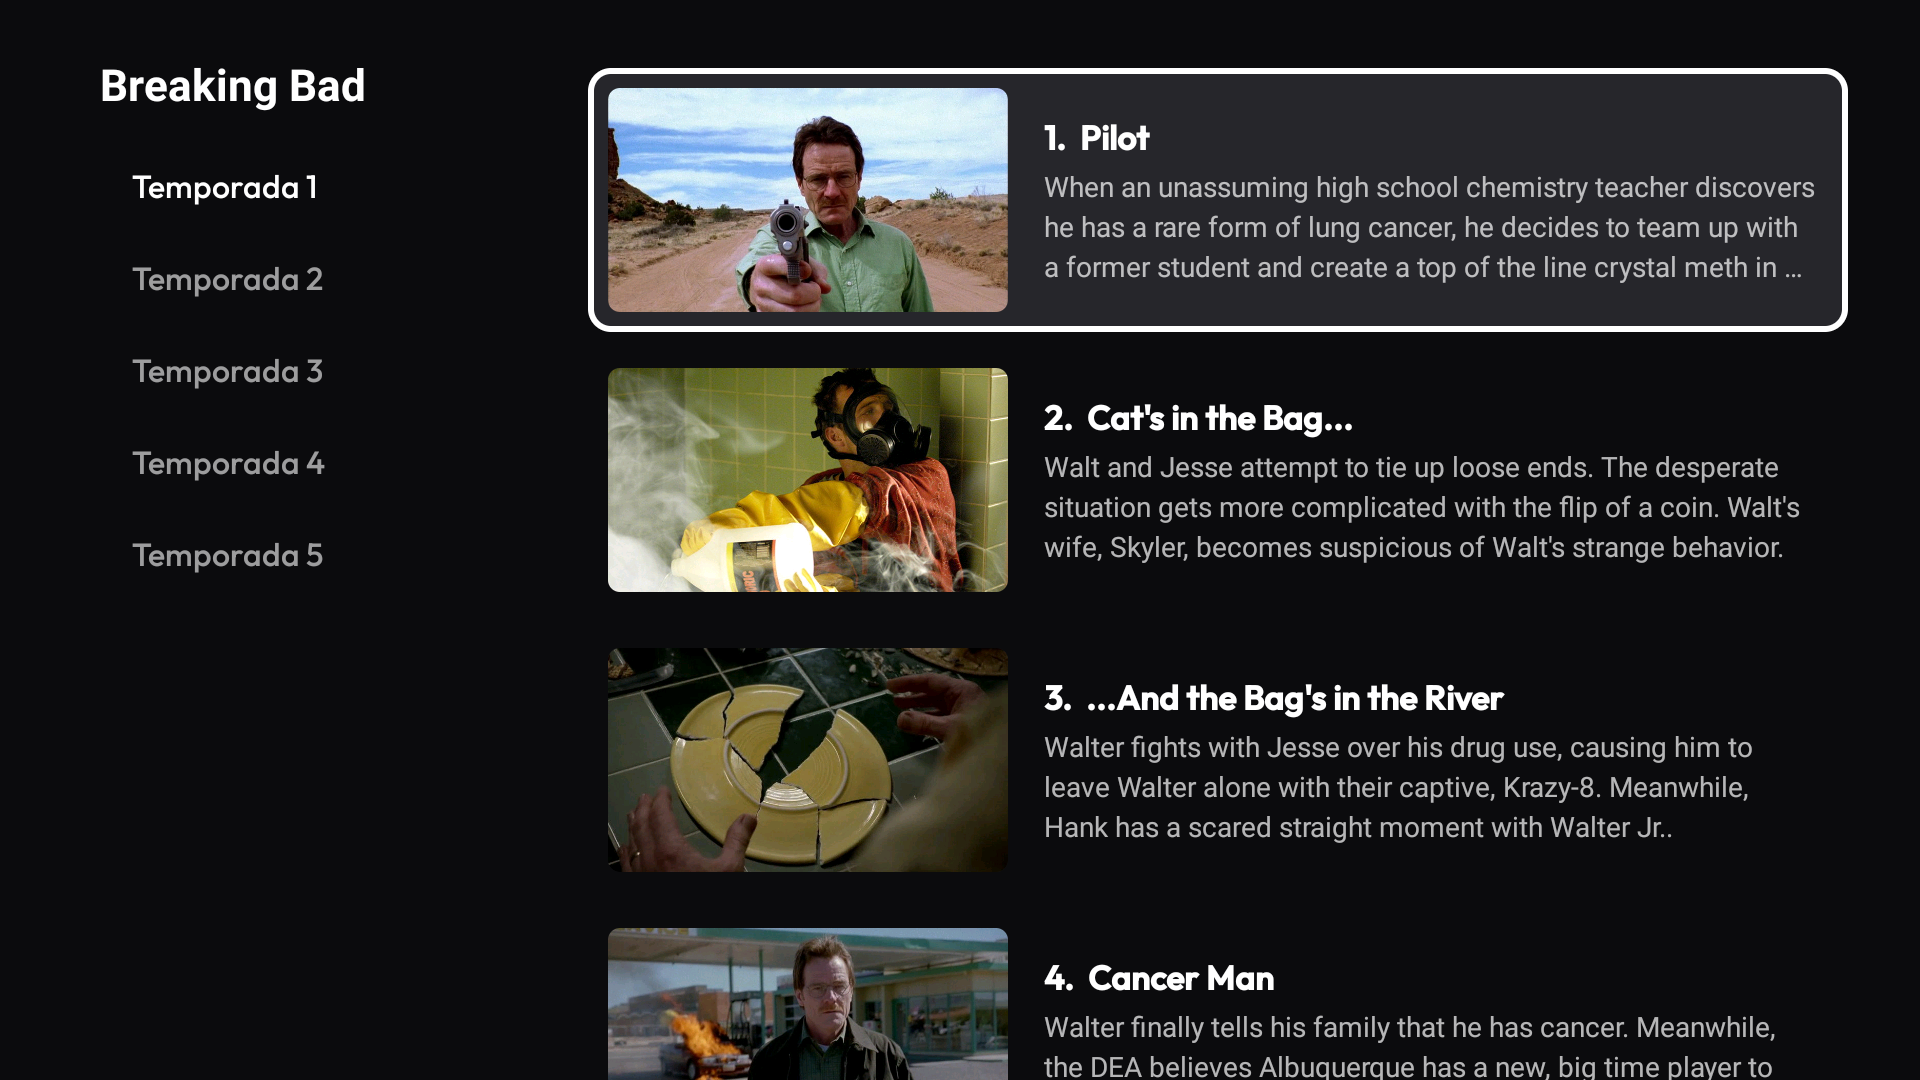 Breaking Bad
Temporada 1
Temporada 2
Temporada 3
Temporada 4
Temporada 5
1. Pilot
When an unassuming high school chemistry teacher discovers
he has a rare form of lung cancer, he decides to team up with
a former student and create a top of the line crystal meth in ...
2. Cat's in the Bag...
Walt and Jesse attempt to tie up loose ends. The desperate
situation gets more complicated with the flip of a coin. Walt's
wife, Skyler, becomes suspicious of Walt's strange behavior.
3. ...And the Bag's in the River
Walter fights with Jesse over his drug use, causing him to
leave Walter alone with their captive, Krazy-8. Meanwhile,
Hank has a scared straight moment with Walter Jr..
4. Cancer Man
Walter finally tells his family that he has cancer. Meanwhile,
the DEA believes Albuquerque has a new, big time player to